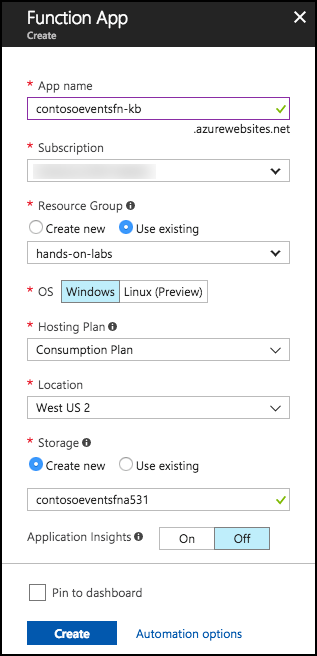 Function App
Create
* App name
contosoeventsfn-kb
.azurewebsites.net
* Subscription
* Resource Group
Create new Use existing
hands-on-labs
* OS Windows Linux (Preview)
* Hosting Plan
Consumption Plan
* Location
West US 2
* Storage
Create new Use existing
contosoeventsfna531
Application Insights On Off
Pin to dashboard
Create Automation options